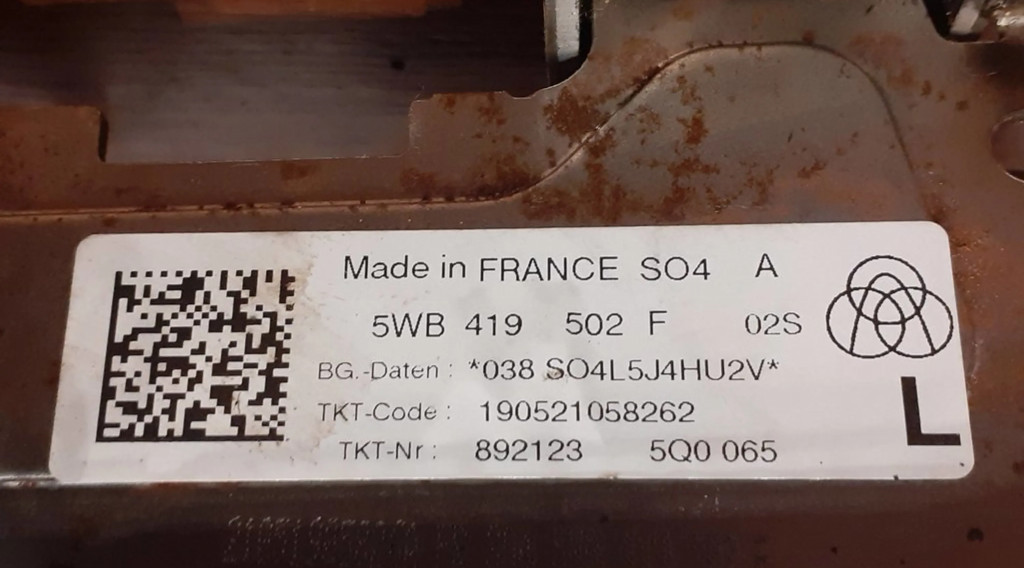 Made in FRANCE SO4 A
5WB 419 502 F 02S
BG.-Daten : *038 SO4L5J4HU2V*
TKT-Code : 190521058262
TKT-Nr : 892123 5Q0 065
L